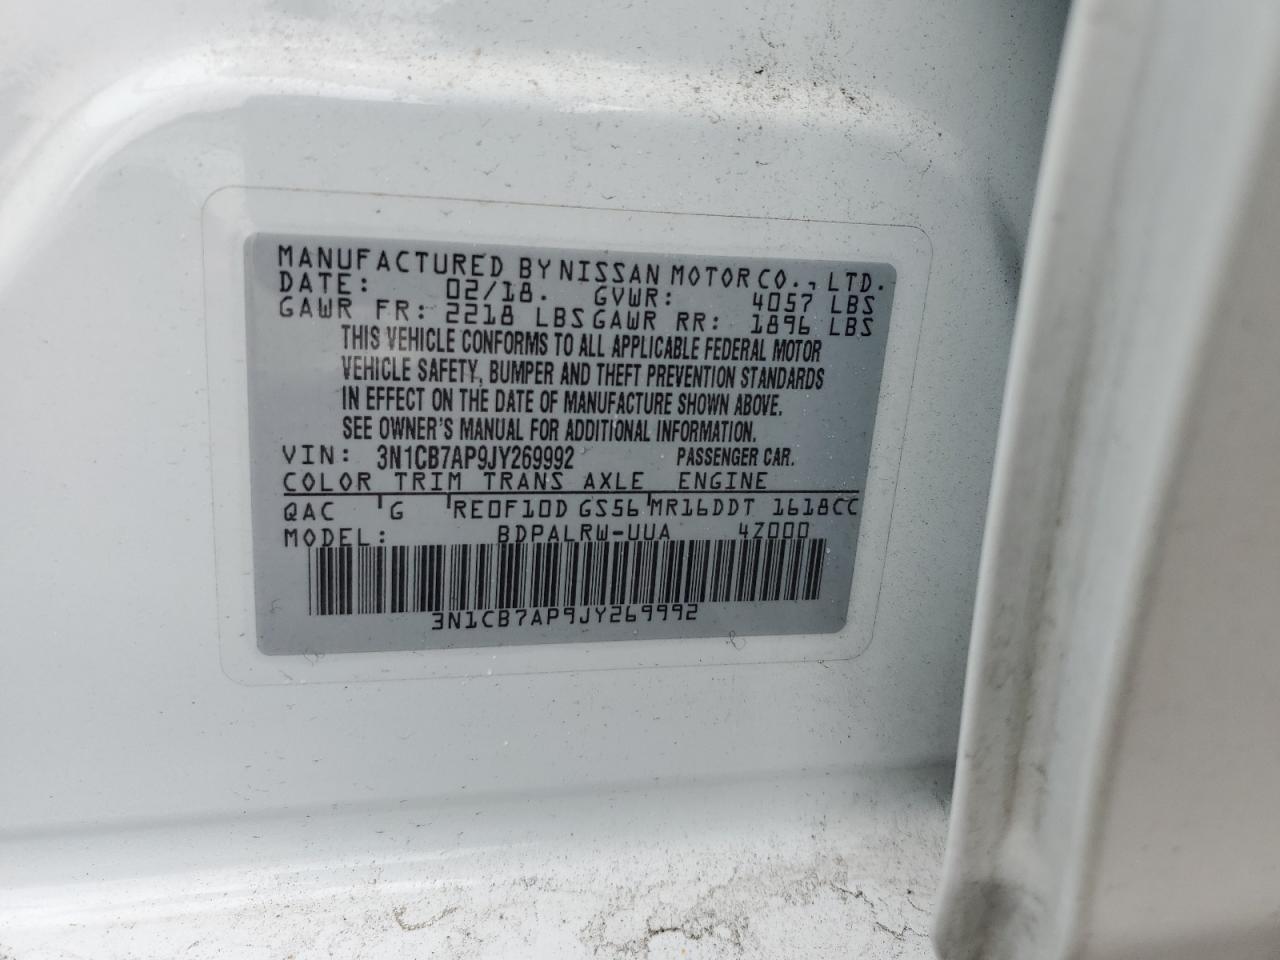 MANUFACTURED BY NISSAN MOTOR CO., LTD.
DATE: 02/18. GVWR: 4057 LBS
GAWR FR: 2218 LBS GAWR RR: 1896 LBS
THIS VEHICLE CONFORMS TO ALL APPLICABLE FEDERAL MOTOR
VEHICLE SAFETY, BUMPER AND THEFT PREVENTION STANDARDS
IN EFFECT ON THE DATE OF MANUFACTURE SHOWN ABOVE.
SEE OWNER'S MANUAL FOR ADDITIONAL INFORMATION.
VIN: 3N1CB7AP9JY269992 PASSENGER CAR.
COLOR TRIM TRANS AXLE ENGINE
QAC G RE0F10D GS56 MR16DDT 1618CC
MODEL: BDPALRW-UUA 4Z000
3N1CB7AP9JY269992